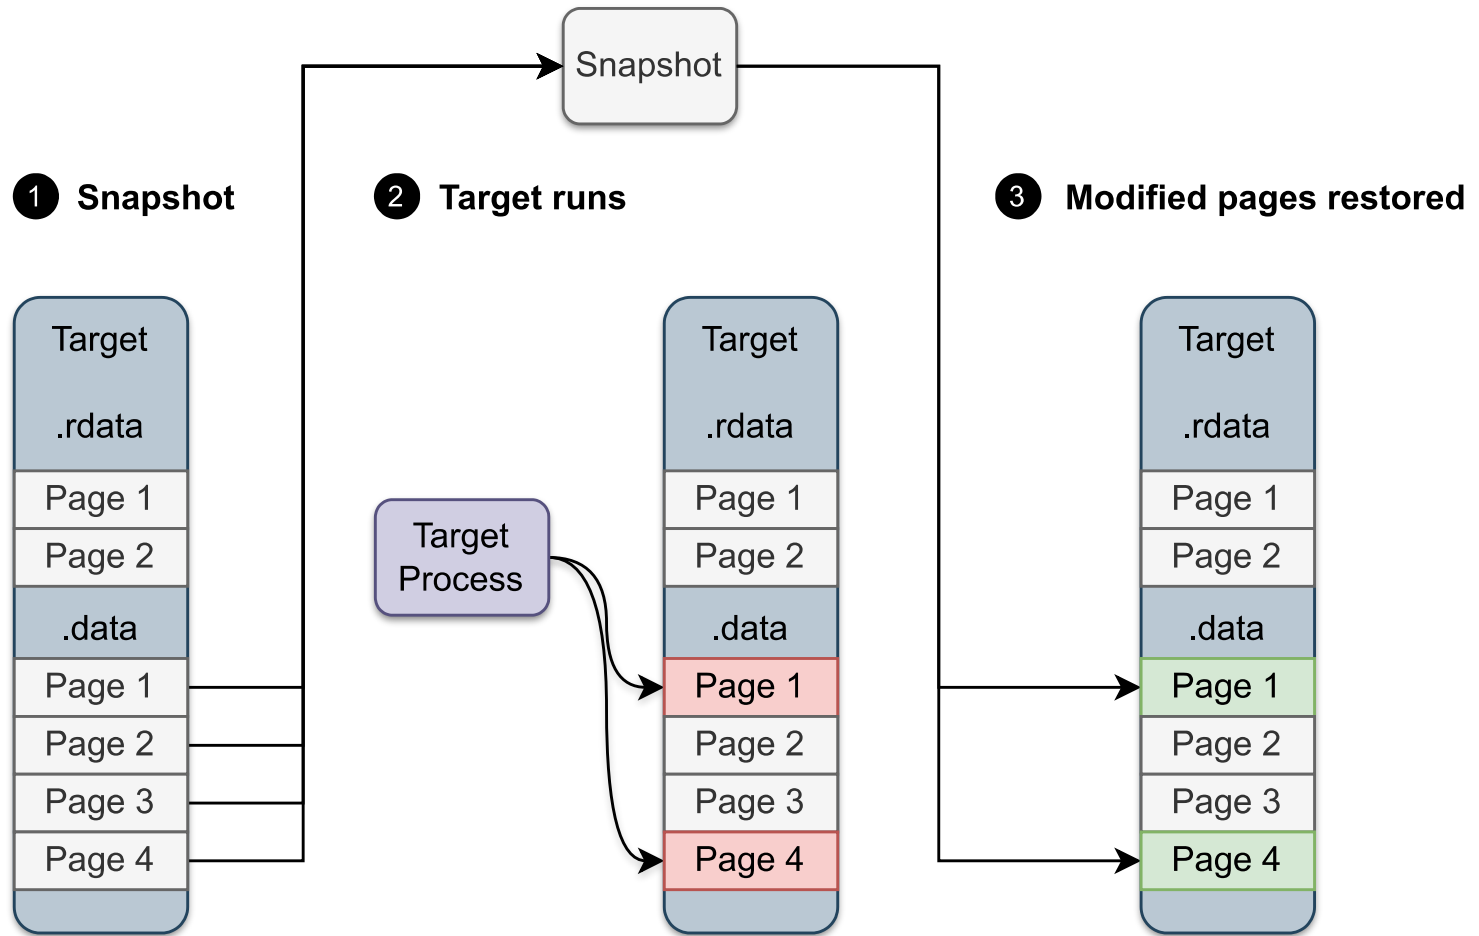 Snapshot
1 Snapshot
2 Target runs
3 Modified pages restored
Target
.rdata
Page 1
Page 2
.data
Page 1
Page 2
Page 3
Page 4
Target
Process
Target
.rdata
Page 1
Page 2
.data
Page 1
Page 2
Page 3
Page 4
Target
.rdata
Page 1
Page 2
.data
Page 1
Page 2
Page 3
Page 4